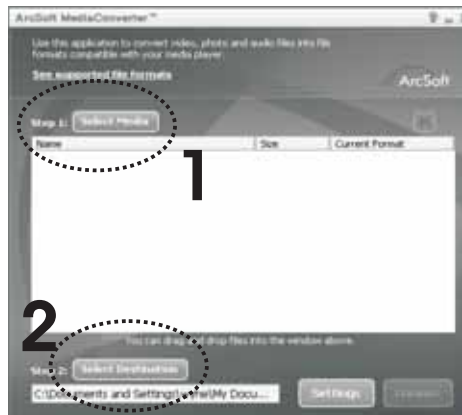 ArcSoft MediaConverter™
Use this application to convert video, photo and audio files into file
formats compatible with your media player.
See supported file formats
ArcSoft
Step 1: Select Media
1
Name Size Current Format
2
You can drag and drop files into the window above.
Step 2: Select Destination
C:\Documents and Settings\ \My Docu...
Settings